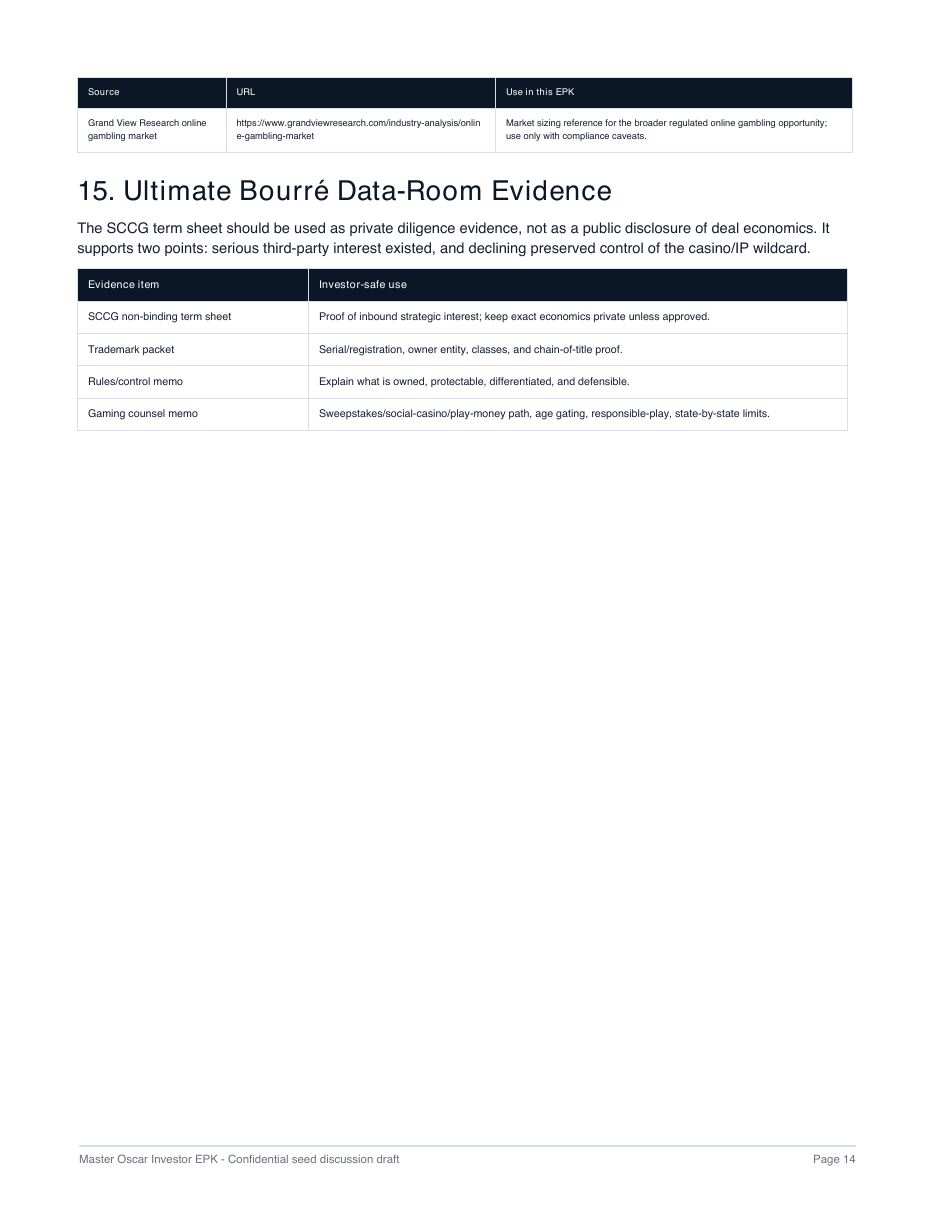 Source URL Use in this EPK
Grand View Research online https://www.grandviewresearch.com/industry-analysis/onlin Market sizing reference for the broader regulated online gambling opportunity;
gambling market e-gambling-market use only with compliance caveats.
15. Ultimate Bourré Data-Room Evidence
The SCCG term sheet should be used as private diligence evidence, not as a public disclosure of deal economics. It
supports two points: serious third-party interest existed, and declining preserved control of the casino/IP wildcard.
Evidence item Investor-safe use
SCCG non-binding term sheet Proof of inbound strategic interest; keep exact economics private unless approved.
Trademark packet Serial/registration, owner entity, classes, and chain-of-title proof.
Rules/control memo Explain what is owned, protectable, differentiated, and defensible.
Gaming counsel memo Sweepstakes/social-casino/play-money path, age gating, responsible-play, state-by-state limits.
Master Oscar Investor EPK - Confidential seed discussion draft Page 14